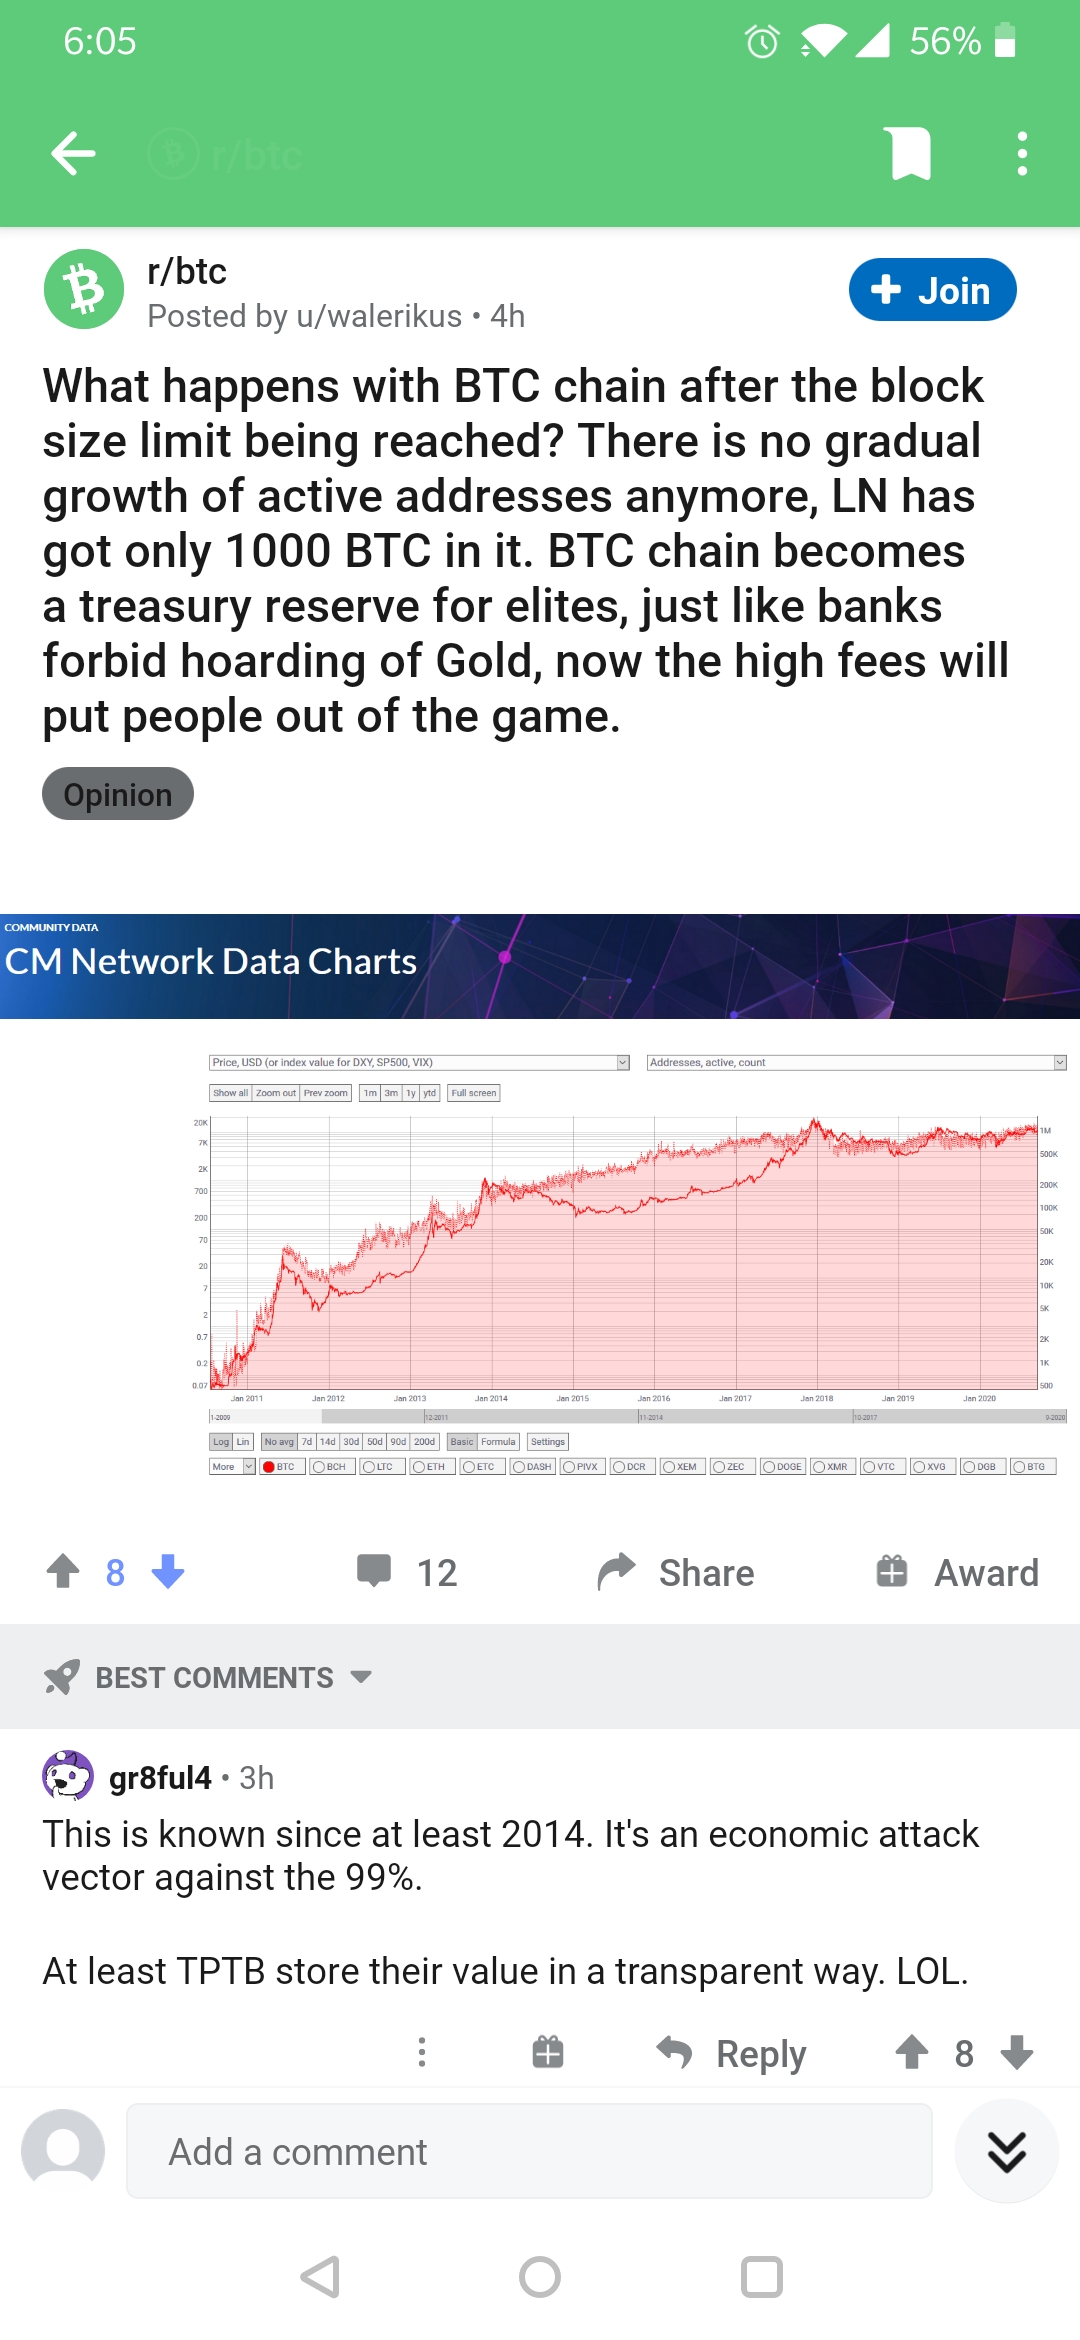 6:05
56%
r/btc
r/btc
Posted by u/walerikus • 4h
Join
What happens with BTC chain after the block
size limit being reached? There is no gradual
growth of active addresses anymore, LN has
got only 1000 BTC in it. BTC chain becomes
a treasury reserve for elites, just like banks
forbid hoarding of Gold, now the high fees will
put people out of the game.
Opinion
COMMUNITY DATA
CM Network Data Charts
Price, USD (or index value for DXY, SP500, VIX)
Addresses, active, count
Show all Zoom out Prev zoom 1m 3m 1y ytd Full screen
20K
7K
2K
700
200
70
20
7
2
0.7
0.2
0.07
1M
500K
200K
100K
50K
20K
10K
5K
2K
1K
500
Jan 2011 Jan 2012 Jan 2013 Jan 2014 Jan 2015 Jan 2016 Jan 2017 Jan 2018 Jan 2019 Jan 2020
1-2009 12-2011 11-2014 10-2017 9-2020
Log Lin No avg 7d 14d 30d 50d 90d 200d Basic Formula Settings
More BTC BCH LTC ETH ETC DASH PIVX DCR XEM ZEC DOGE XMR VTC XVG DGB BTG
8 12 Share Award
BEST COMMENTS
gr8ful4 • 3h
This is known since at least 2014. It's an economic attack
vector against the 99%.
At least TPTB store their value in a transparent way. LOL.
Reply 8
Add a comment